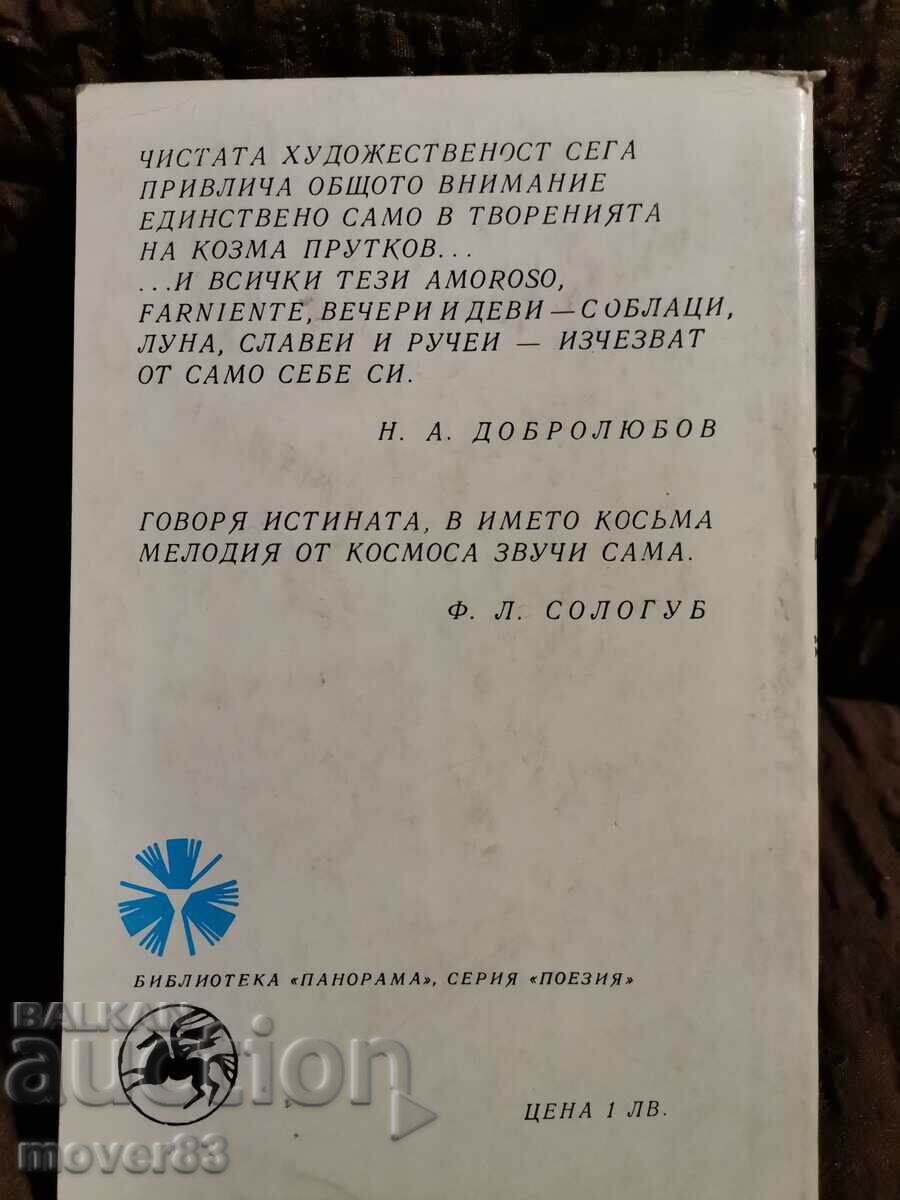 ЧИСТАТА ХУДОЖЕСТВЕНОСТ СЕГА
ПРИВЛИЧА ОБЩОТО ВНИМАНИЕ
ЕДИНСТВЕНО САМО В ТВОРЕНИЯТА
НА КОЗМА ПРУТКОВ...
...И ВСИЧКИ ТЕЗИ AMOROSO,
FARNIENTE, ВЕЧЕРИ И ДЕВИ — С ОБЛАЦИ,
ЛУНА, СЛАВЕИ И РУЧЕИ — ИЗЧЕЗВАТ
ОТ САМО СЕБЕ СИ.
Н. А. ДОБРОЛЮБОВ
ГОВОРЯ ИСТИНАТА, В ИМЕТО КОСЬМА
МЕЛОДИЯ ОТ КОСМОСА ЗВУЧИ САМА.
Ф. Л. СОЛОГУБ
БИБЛИОТЕКА «ПАНОРАМА», СЕРИЯ «ПОЕЗИЯ»
BALKAN
auction
ЦЕНА 1 ЛВ.
mover83